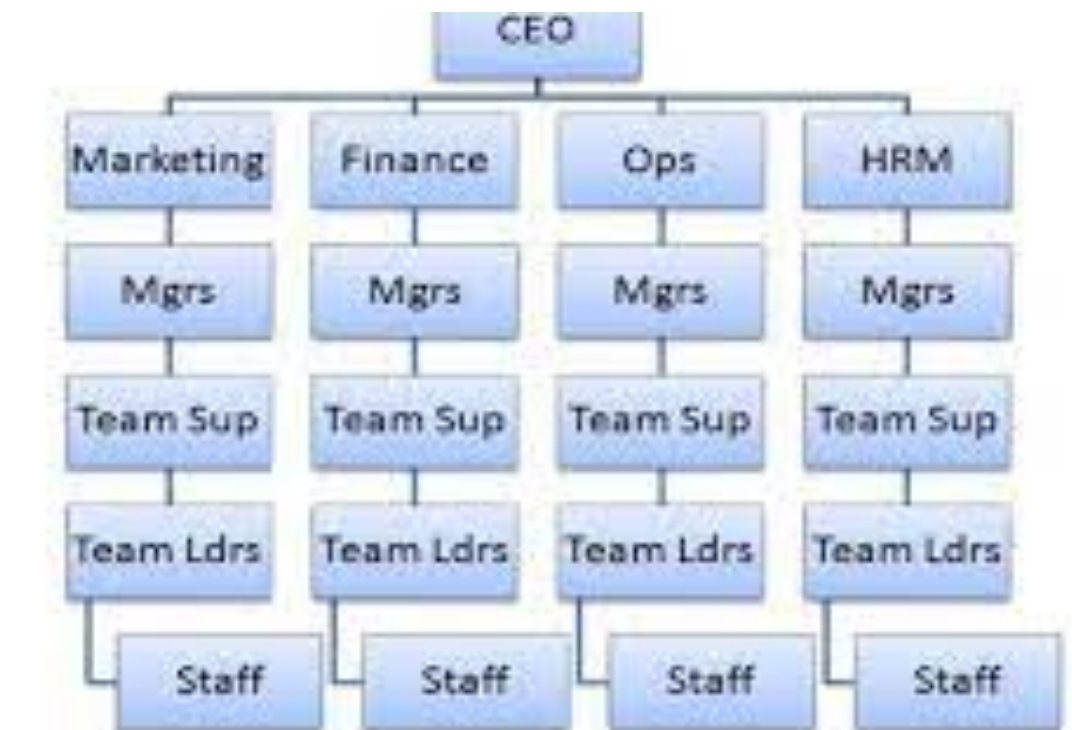 CEO
Marketing
Finance
Ops
HRM
Mgrs
Mgrs
Mgrs
Mgrs
Team Sup
Team Sup
Team Sup
Team Sup
Team Ldrs
Team Ldrs
Team Ldrs
Team Ldrs
Staff
Staff
Staff
Staff